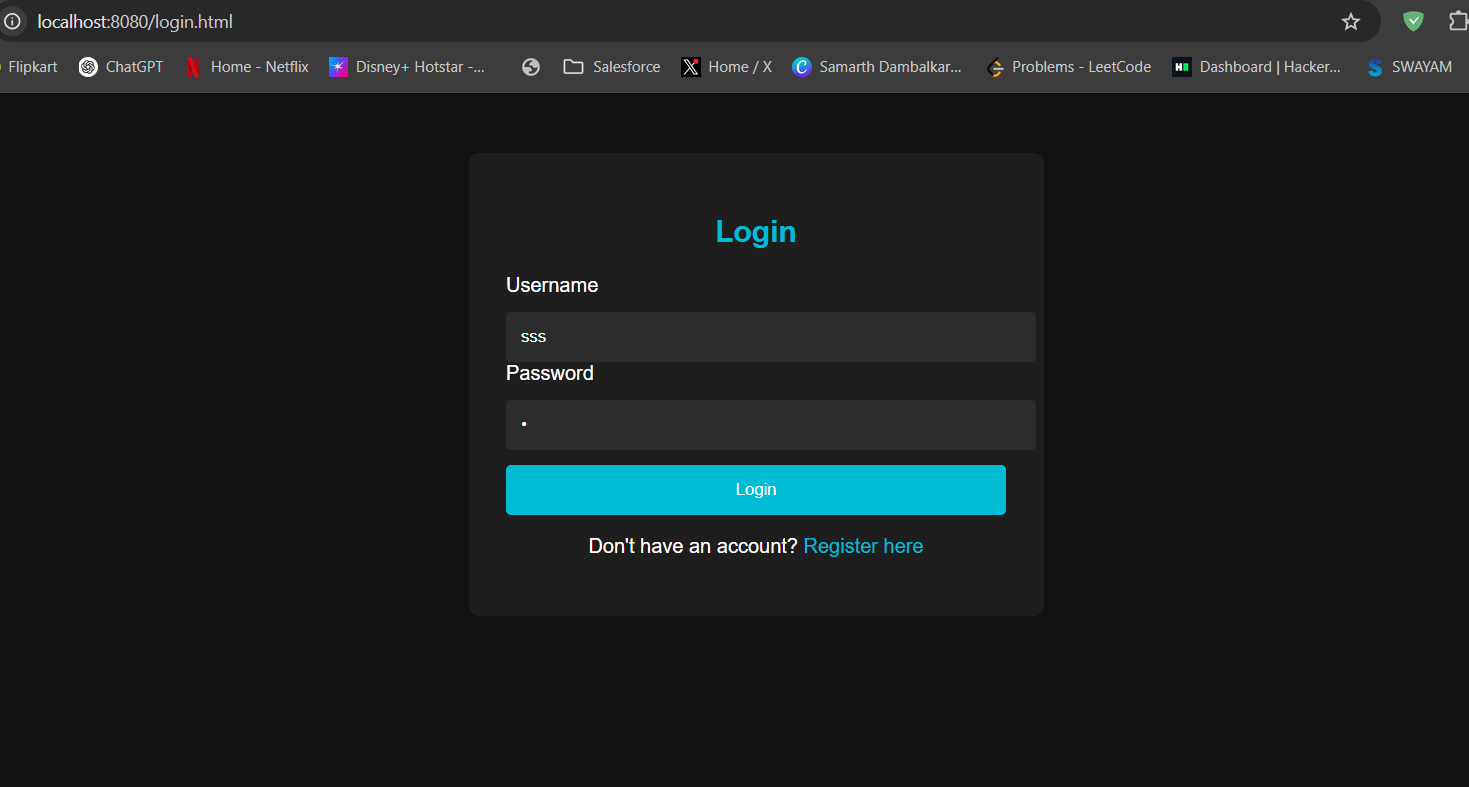 localhost:8080/login.html
Flipkart ChatGPT Home - Netflix Disney+ Hotstar -... Salesforce Home / X Samarth Dambalkar... Problems - LeetCode Dashboard | Hacker... SWAYAM
Login
Username
sss
Password
•
Login
Don't have an account? Register here